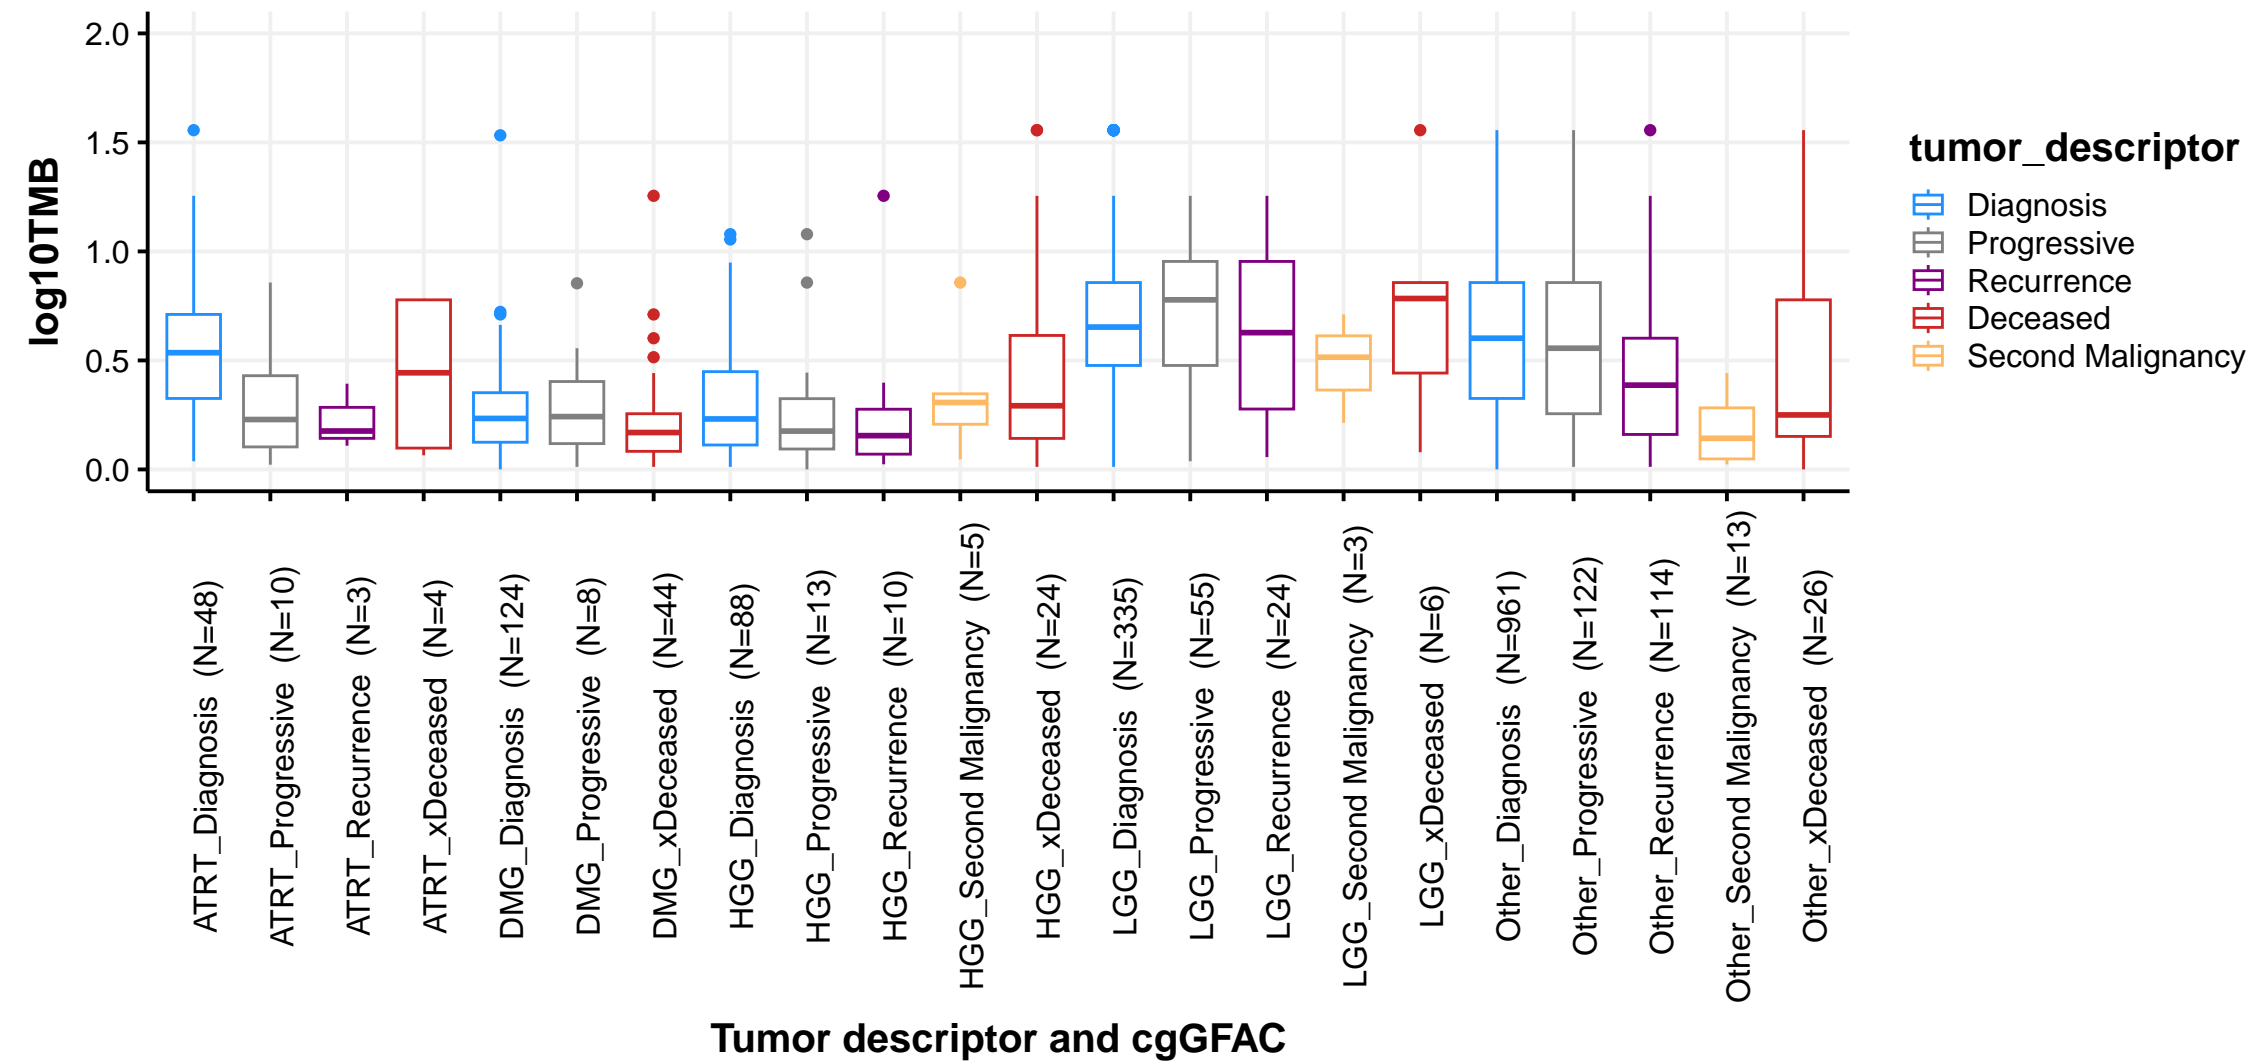 2.0
1.5
1.0
0.5
0.0
log10TMB
ATRT_Diagnosis (N=48)
ATRT_Progressive (N=10)
ATRT_Recurrence (N=3)
ATRT_xDeceased (N=4)
DMG_Diagnosis (N=124)
DMG_Progressive (N=8)
DMG_xDeceased (N=44)
HGG_Diagnosis (N=88)
HGG_Progressive (N=13)
HGG_Recurrence (N=10)
HGG_Second Malignancy (N=5)
HGG_xDeceased (N=24)
LGG_Diagnosis (N=335)
LGG_Progressive (N=55)
LGG_Recurrence (N=24)
LGG_Second Malignancy (N=3)
LGG_xDeceased (N=6)
Other_Diagnosis (N=961)
Other_Progressive (N=122)
Other_Recurrence (N=114)
Other_Second Malignancy (N=13)
Other_xDeceased (N=26)
Tumor descriptor and cgGFAC
tumor_descriptor
Diagnosis
Progressive
Recurrence
Deceased
Second Malignancy